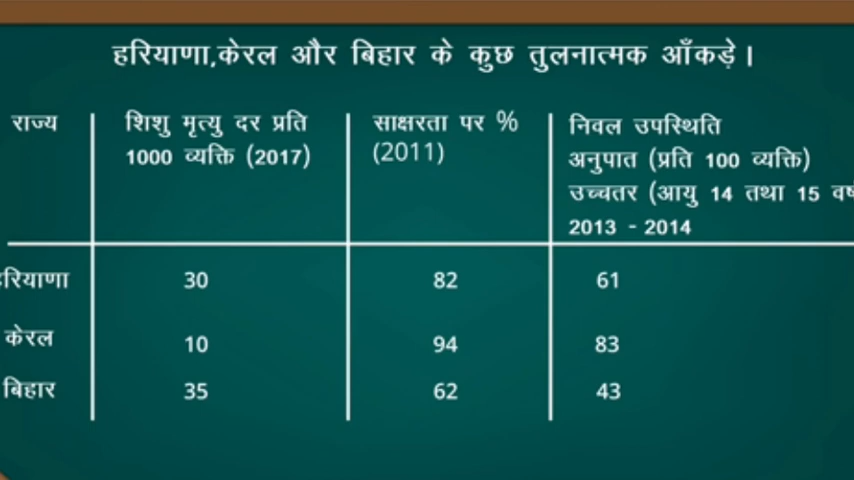 हरियाणा,केरल और बिहार के कुछ तुलनात्मक आँकड़े।
राज्य
शिशु मृत्यु दर प्रति
1000 व्यक्ति (2017)
साक्षरता पर %
(2011)
निवल उपस्थिति
अनुपात (प्रति 100 व्यक्ति)
उच्चतर (आयु 14 तथा 15
2013 - 2014
30 82 61
केरल 10 94 83
बिहार 35 62 43